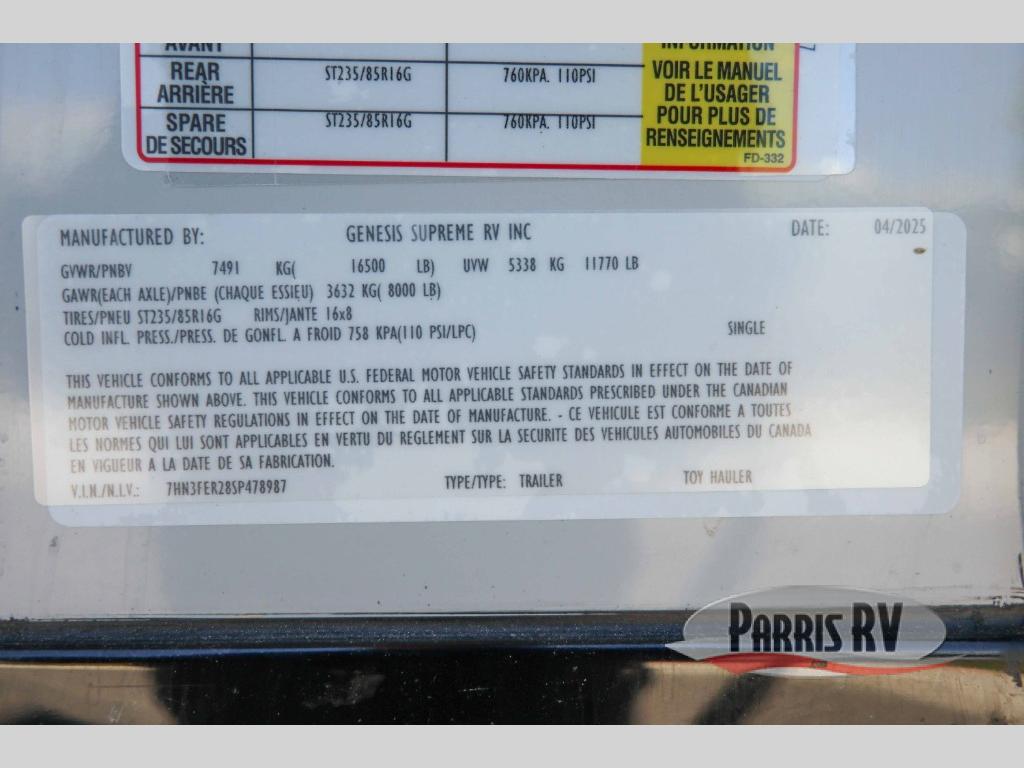 AVANT
INFORMATION
REAR ST235/85R16G 760KPA. 110PSI VOIR LE MANUEL
ARRIÈRE DE L'USAGER
SPARE ST235/85R16G 760KPA. 110PSI POUR PLUS DE
DE SECOURS RENSEIGNEMENTS
FD-332
MANUFACTURED BY: GENESIS SUPREME RV INC DATE: 04/2025
GVWR/PNBV 7491 KG( 16500 LB) UVW 5338 KG 11770 LB
GAWR(EACH AXLE)/PNBE (CHAQUE ESSIEU) 3632 KG( 8000 LB)
TIRES/PNEU ST235/85R16G RIMS/JANTE 16x8
COLD INFL. PRESS./PRESS. DE GONFL. A FROID 758 KPA(110 PSI/LPC) SINGLE
THIS VEHICLE CONFORMS TO ALL APPLICABLE U.S. FEDERAL MOTOR VEHICLE SAFETY STANDARDS IN EFFECT ON THE DATE OF
MANUFACTURE SHOWN ABOVE. THIS VEHICLE CONFORMS TO ALL APPLICABLE STANDARDS PRESCRIBED UNDER THE CANADIAN
MOTOR VEHICLE SAFETY REGULATIONS IN EFFECT ON THE DATE OF MANUFACTURE. - CE VEHICULE EST CONFORME A TOUTES
LES NORMES QUI LUI SONT APPLICABLES EN VERTU DU REGLEMENT SUR LA SECURITE DES VEHICULES AUTOMOBILES DU CANADA
EN VIGUEUR A LA DATE DE SA FABRICATION.
V.I.N./N.I.V.: 7HN3FER28SP478987 TYPE/TYPE: TRAILER TOY HAULER
PARRIS RV